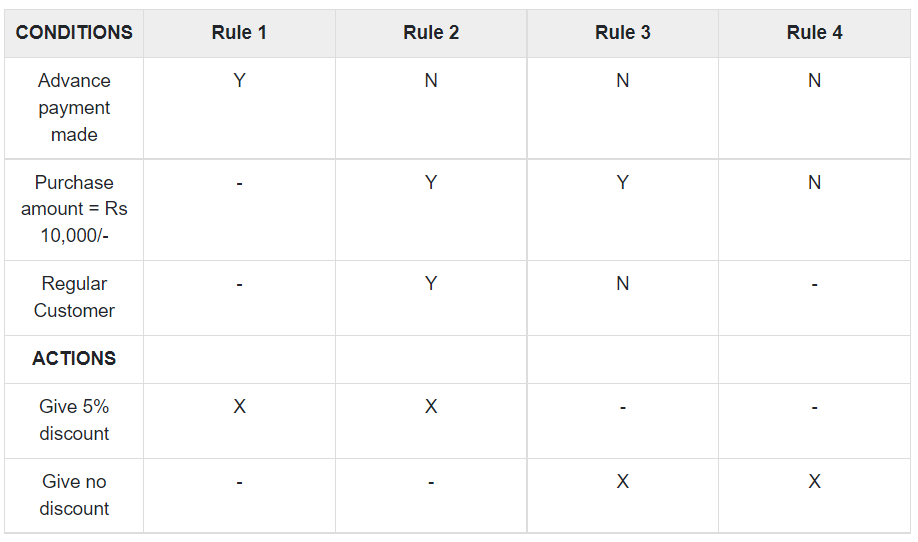 CONDITIONS Rule 1 Rule 2 Rule 3 Rule 4
Advance payment made Y N N N
Purchase amount = Rs 10,000/- - Y Y N
Regular Customer - Y N -
ACTIONS
Give 5% discount X X - -
Give no discount - - X X